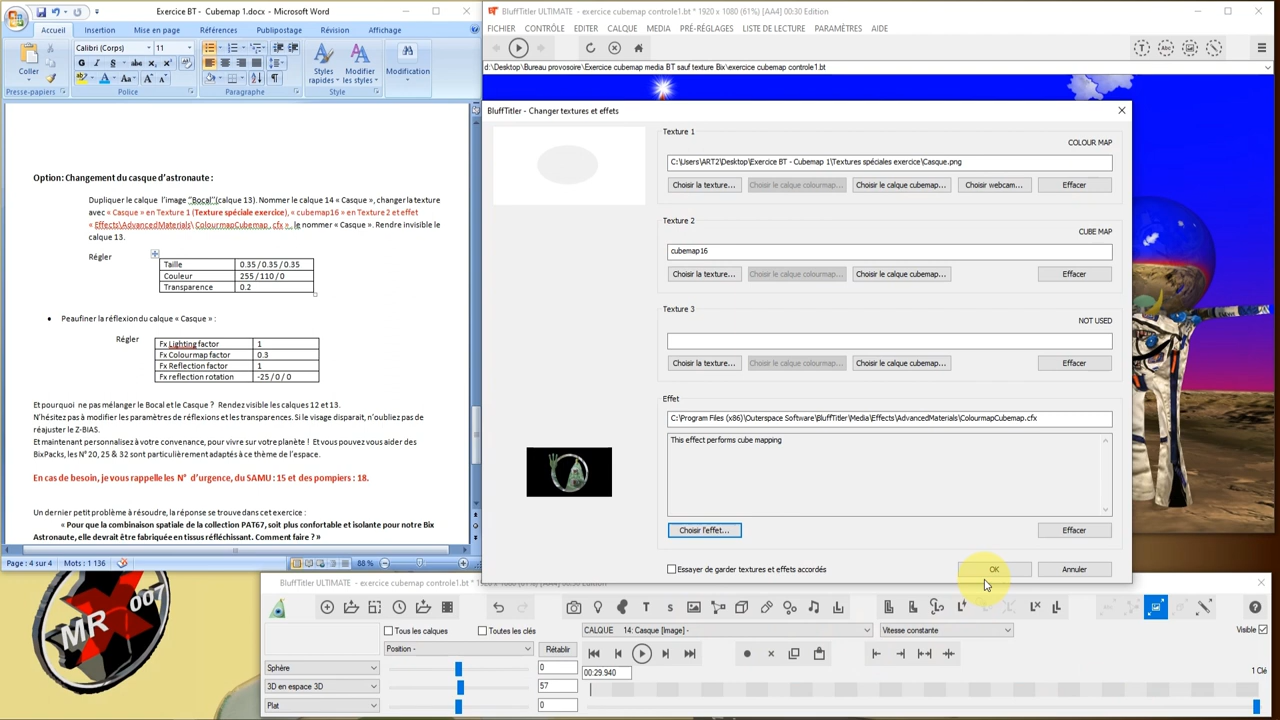 Exercice BT - Cubemap 1.docx - Microsoft Word
Accueil Insertion Mise en page Références Publipostage Révision Affichage
Calibri (Corps) 11
Coller
Styles rapides
Modifier les styles
Modification
Presse-papiers Police Paragraphe Style
Option: Changement du casque d'astronaute :
Dupliquer le calque l'image "Bocal"(calque 13). Nommer le calque 14 « Casque », changer la texture
avec « Casque » en Texture 1 (Texture spéciale exercice), « cubemap16 » en Texture 2 et effet
« Effects\AdvancedMaterials\ ColourmapCubemap .cfx » , le nommer « Casque ». Rendre invisible le
calque 13.
Régler
Taille 0.35 / 0.35 / 0.35
Couleur 255 / 110 / 0
Transparence 0.2
• Peaufiner la réflexion du calque « Casque » :
Régler
Fx Lighting factor 1
Fx Colourmap factor 0.3
Fx Reflection factor 1
Fx reflection rotation -25 / 0 / 0
Et pourquoi ne pas mélanger le Bocal et le Casque ? Rendez visible les calques 12 et 13.
N'hésitez pas à modifier les paramètres de réflexions et les transparences. Si le visage disparait, n'oubliez pas de
réajuster le Z-BIAS.
Et maintenant personnalisez à votre convenance, pour vivre sur votre planète ! Et vous pouvez vous aider des
BixPacks, les N° 20, 25 & 32 sont particulièrement adaptés à ce thème de l'espace.
En cas de besoin, je vous rappelle les N° d'urgence, du SAMU : 15 et des pompiers : 18.
Un dernier petit problème à résoudre, la réponse se trouve dans cet exercice :
« Pour que la combinaison spatiale de la collection PAT67, soit plus confortable et isolante pour notre Bix
Astronaute, elle devrait être fabriquée en tissus réfléchissant. Comment faire ? »
Page : 4 sur 4 Mots : 1 136 88 %
BluffTitler ULTIMATE - exercice cubemap controle1.bt * 1920 x 1080 (61%) [AA4] 00:30 Edition
FICHIER CONTRÔLE EDITER CALQUE MEDIA PRÉ-RÉGLAGES LISTE DE LECTURE PARAMÈTRES AIDE
d:\Desktop\Bureau provosoire\Exercice cubemap media BT sauf texture Bix\exercice cubemap controle1.bt
BluffTitler - Changer textures et effets
Texture 1
COLOUR MAP
C:\Users\ART2\Desktop\Exercice BT - Cubemap 1\Textures spéciales exercice\Casque.png
Choisir la texture... Choisir le calque colourmap... Choisir le calque cubemap... Choisir webcam... Effacer
Texture 2
CUBE MAP
cubemap16
Choisir la texture... Choisir le calque colourmap... Choisir le calque cubemap... Effacer
Texture 3
NOT USED
Choisir la texture... Choisir le calque colourmap... Choisir le calque cubemap... Effacer
Effet
C:\Program Files (x86)\Outerspace Software\BluffTitler\Media\Effects\AdvancedMaterials\ColourmapCubemap.cfx
This effect performs cube mapping
Choisir l'effet... Effacer
Essayer de garder textures et effets accordés OK Annuler
MR 007
Tous les calques Toutes les clés CALQUE 14: Casque [Image] - Vitesse constante Visible
Position - Rétablir 1 Clé
Sphère 0 00:29.940
3D en espace 3D 57
Plat 0